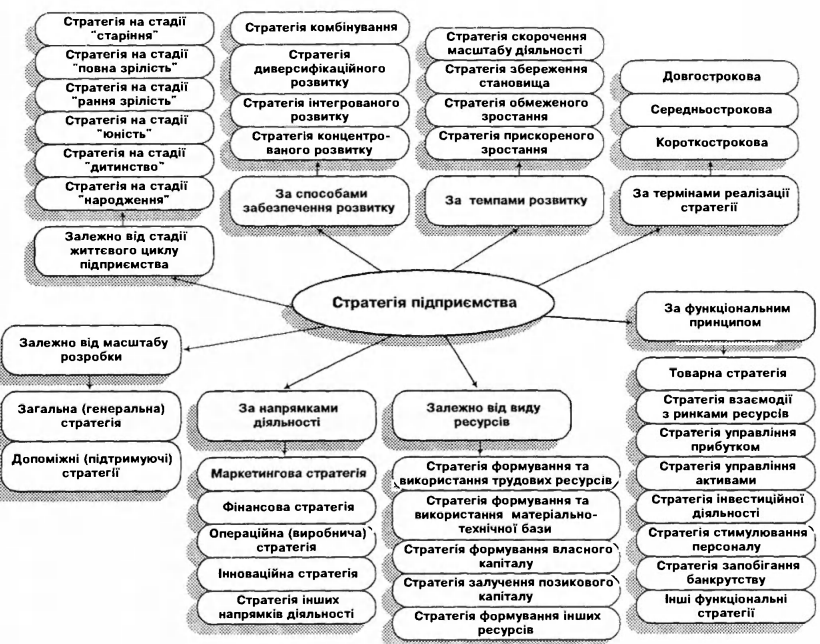 Стратегія на стадії
"старіння"
Стратегія на стадії
"повна зрілість"
Стратегія на стадії
"рання зрілість"
Стратегія на стадії
"юність"
Стратегія на стадії
"дитинство"
Стратегія на стадії
"народження"
Залежно від стадії
життєвого циклу
підприємства
Стратегія комбінування
Стратегія
диверсифікаційного
розвитку
Стратегія інтегрованого
розвитку
Стратегія концентро-
ваного розвитку
За способами
забезпечення розвитку
Стратегія скорочення
масштабу діяльності
Стратегія збереження
становища
Стратегія обмеженого
зростання
Стратегія прискореного
зростання
За темпами розвитку
Довгострокова
Середньострокова
Короткострокова
За термінами реалізації
стратегії
Стратегія підприємства
Залежно від масштабу
розробки
Загальна (генеральна)
стратегія
Допоміжні (підтримуючі)
стратегії
За напрямками
діяльності
Маркетингова стратегія
Фінансова стратегія
Операційна (виробнича)
стратегія
Інноваційна стратегія
Стратегія інших
напрямків діяльності
Залежно від виду
ресурсів
Стратегія формування та
використання трудових ресурсів
Стратегія формування та
використання матеріально-
технічної бази
Стратегія формування власного
капіталу
Стратегія залучення позикового
капіталу
Стратегія формування інших
ресурсів
За функціональним
принципом
Товарна стратегія
Стратегія взаємодії
з ринками ресурсів
Стратегія управління
прибутком
Стратегія управління
активами
Стратегія інвестиційної
діяльності
Стратегія стимулювання
персоналу
Стратегія запобігання
банкрутству
Інші функціональні
стратегії